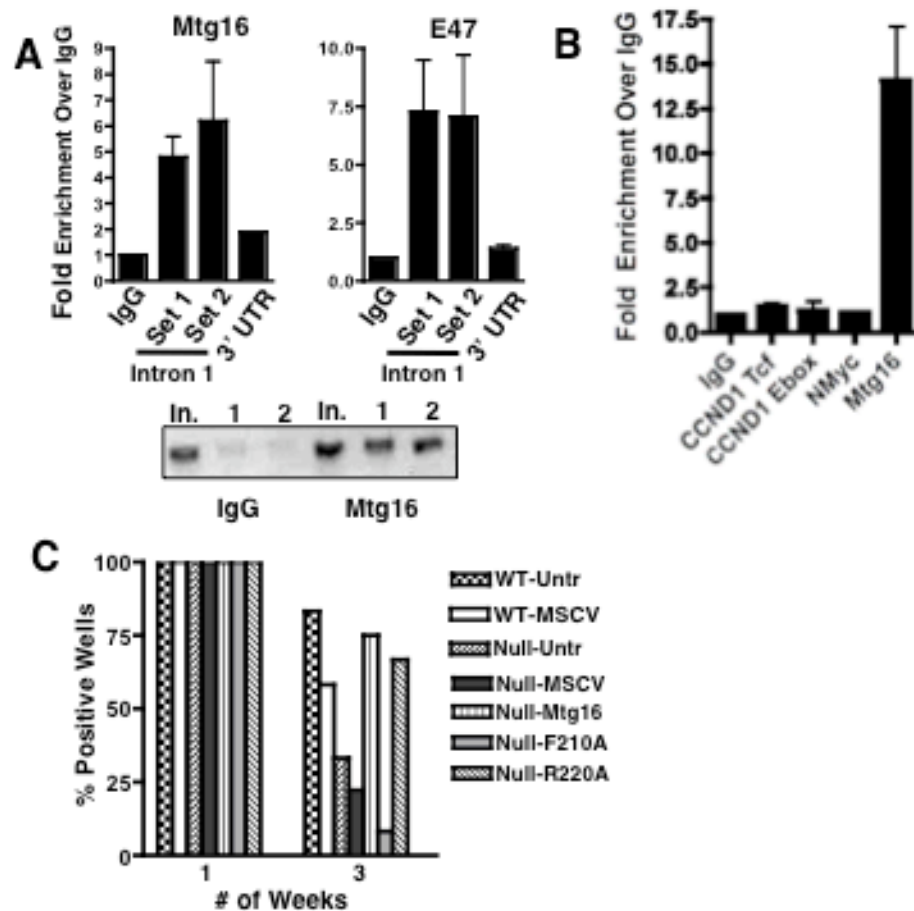 A
Mtg16
Fold Enrichment Over IgG
9
8
7
6
5
4
3
2
1
0
IgG
Set 1
Set 2
3' UTR
Intron 1
E47
10.0
7.5
5.0
2.5
0.0
IgG
Set 1
Set 2
3' UTR
Intron 1
In. 1 2 In. 1 2
IgG Mtg16
B
Fold Enrichment Over IgG
17.5
15.0
12.5
10.0
7.5
5.0
2.5
0.0
IgG
CCND1 Tcf
CCND1 Ebox
NMyc
Mtg16
C
% Positive Wells
100
75
50
25
0
1 3
# of Weeks
WT-Untr
WT-MSCV
Null-Untr
Null-MSCV
Null-Mtg16
Null-F210A
Null-R220A